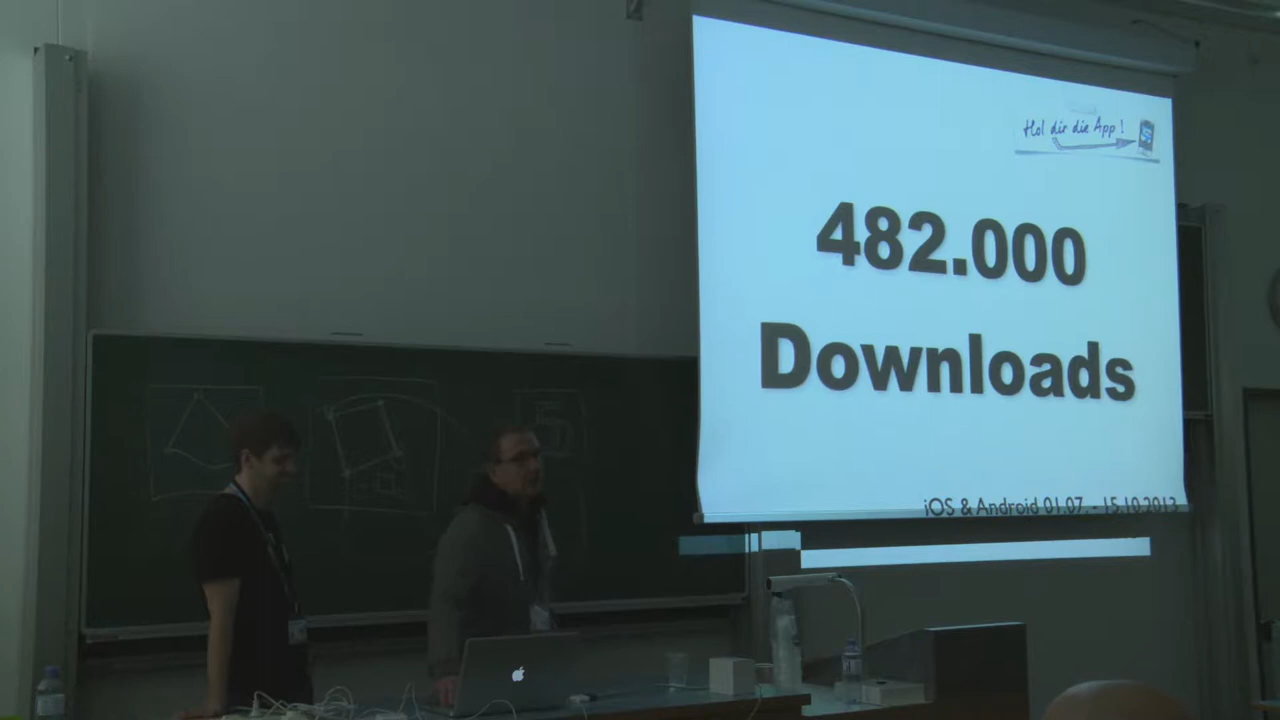 Hol dir die App !
482.000
Downloads
iOS & Android 01.07. - 15.10.2013